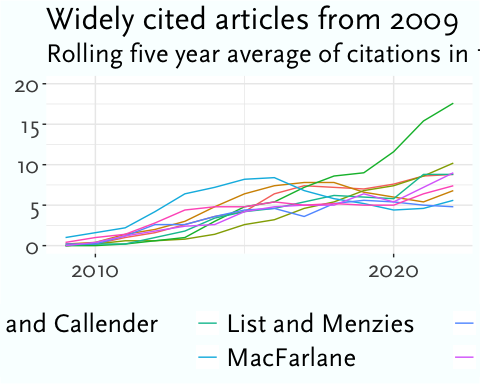 Widely cited articles from 2009
Rolling five year average of citations in
20
15
10
5
0
2010
2020
and Callender
List and Menzies
MacFarlane